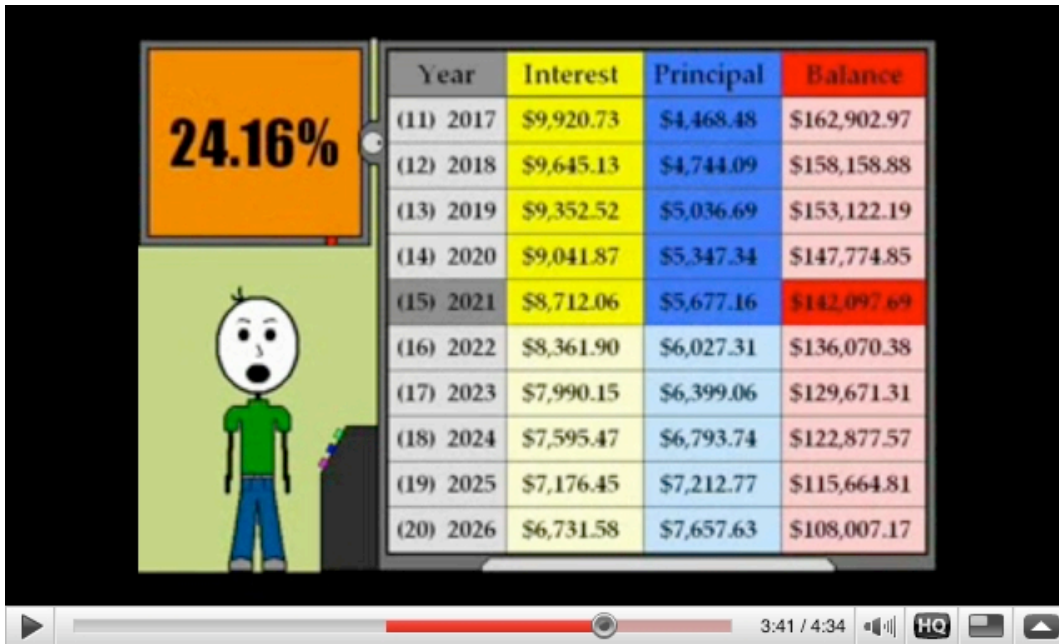 24.16%
Year Interest Principal Balance
(11) 2017 $9,920.73 $4,468.48 $162,902.97
(12) 2018 $9,645.13 $4,744.09 $158,158.88
(13) 2019 $9,352.52 $5,036.69 $153,122.19
(14) 2020 $9,041.87 $5,347.34 $147,774.85
(15) 2021 $8,712.06 $5,677.16 $142,097.69
(16) 2022 $8,361.90 $6,027.31 $136,070.38
(17) 2023 $7,990.15 $6,399.06 $129,671.31
(18) 2024 $7,595.47 $6,793.74 $122,877.57
(19) 2025 $7,176.45 $7,212.77 $115,664.81
(20) 2026 $6,731.58 $7,657.63 $108,007.17
3:41 / 4:34 HQ